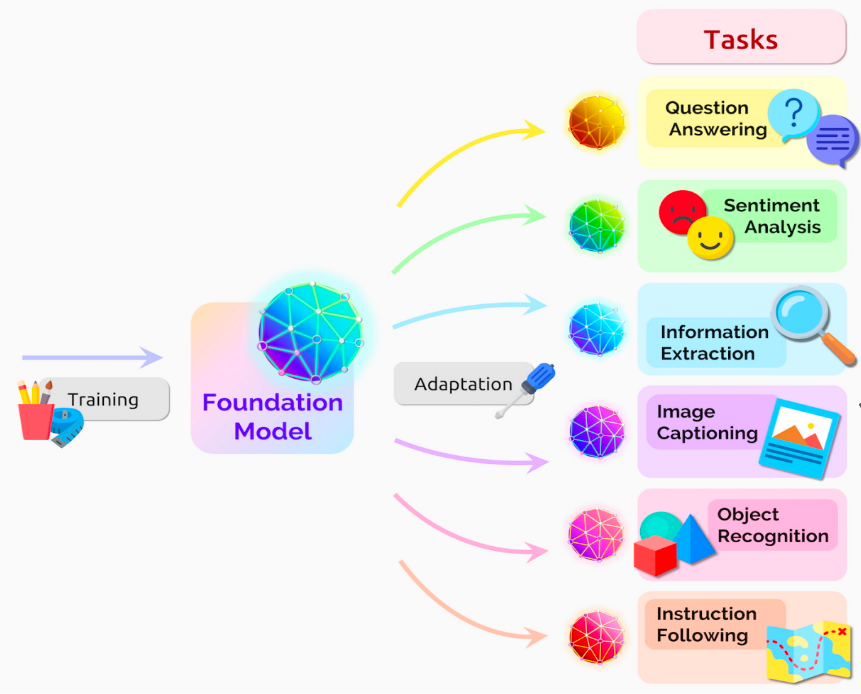 Tasks
Question
Answering
?
Sentiment
Analysis
Information
Extraction
Training
Foundation
Model
Adaptation
Image
Captioning
Object
Recognition
Instruction
Following